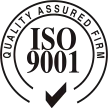 QUALITY ASSURED FIRM
ISO
9001